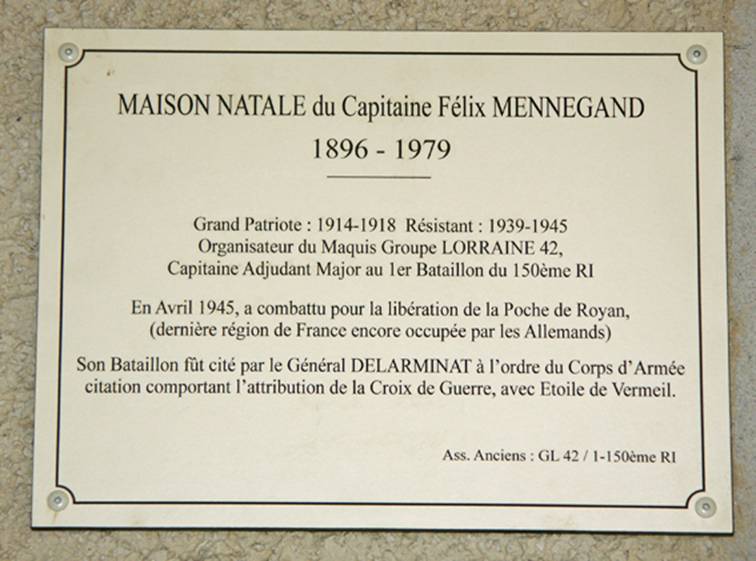 MAISON NATALE du Capitaine Félix MENNEGAND
1896 - 1979
Grand Patriote : 1914-1918 Résistant : 1939-1945
Organisateur du Maquis Groupe LORRAINE 42,
Capitaine Adjudant Major au 1er Bataillon du 150ème RI
En Avril 1945, a combattu pour la libération de la Poche de Royan,
(dernière région de France encore occupée par les Allemands)
Son Bataillon fût cité par le Général DELARMINAT à l'ordre du Corps d'Armée
citation comportant l'attribution de la Croix de Guerre, avec Etoile de Vermeil.
Ass. Anciens : GL 42 / 1-150ème RI